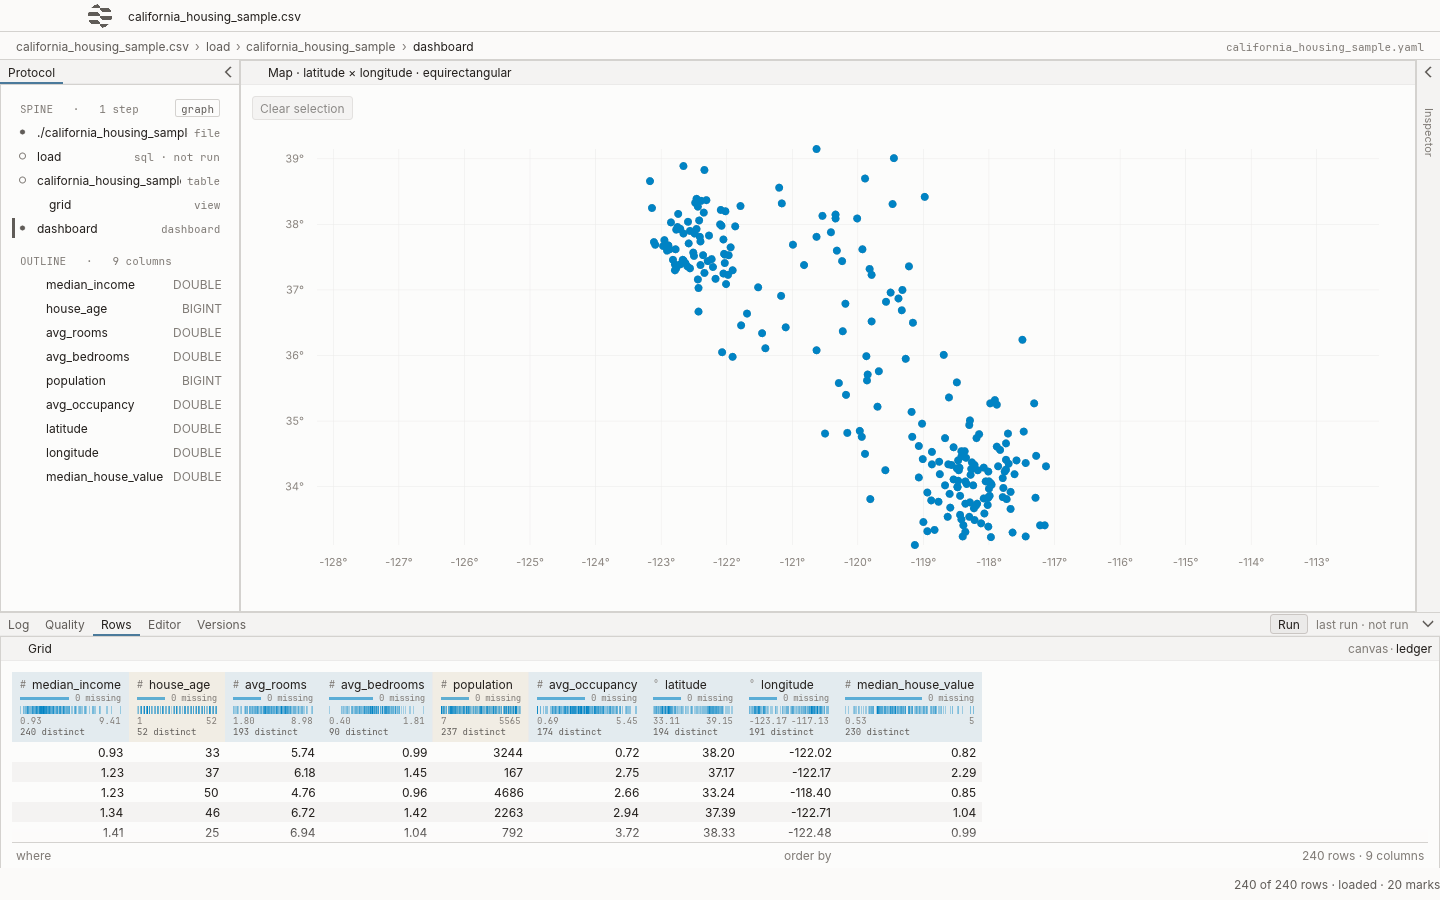 california_housing_sample.csv
california_housing_sample.csv › load › california_housing_sample › dashboard
california_housing_sample.yaml
Protocol
SPINE · 1 step graph
./california_housing_sampl file
load sql · not run
california_housing_sampl table
grid view
dashboard dashboard
OUTLINE · 9 columns
median_income DOUBLE
house_age BIGINT
avg_rooms DOUBLE
avg_bedrooms DOUBLE
population BIGINT
avg_occupancy DOUBLE
latitude DOUBLE
longitude DOUBLE
median_house_value DOUBLE
Map · latitude × longitude · equirectangular
Clear selection
39°
38°
37°
36°
35°
34°
-128° -127° -126° -125° -124° -123° -122° -121° -120° -119° -118° -117° -116° -115° -114° -113°
Inspector
Log Quality Rows Editor Versions
Run last run · not run
Grid
canvas · ledger
# median_income # house_age # avg_rooms # avg_bedrooms # population # avg_occupancy ° latitude ° longitude # median_house_value
0 missing 0 missing 0 missing 0 missing 0 missing 0 missing 0 missing 0 missing 0 missing
0.93 9.41 1 52 1.80 8.98 0.40 1.81 7 5565 0.69 5.45 33.11 39.15 -123.17 -117.13 0.53 5
240 distinct 52 distinct 193 distinct 90 distinct 237 distinct 174 distinct 194 distinct 191 distinct 230 distinct
0.93 33 5.74 0.99 3244 0.72 38.20 -122.02 0.82
1.23 37 6.18 1.45 167 2.75 37.17 -122.17 2.29
1.23 50 4.76 0.96 4686 2.66 33.24 -118.40 0.85
1.34 46 6.72 1.42 2263 2.94 37.39 -122.71 1.04
1.41 25 6.94 1.04 792 3.72 38.33 -122.48 0.99
where order by 240 rows · 9 columns
240 of 240 rows · loaded · 20 marks